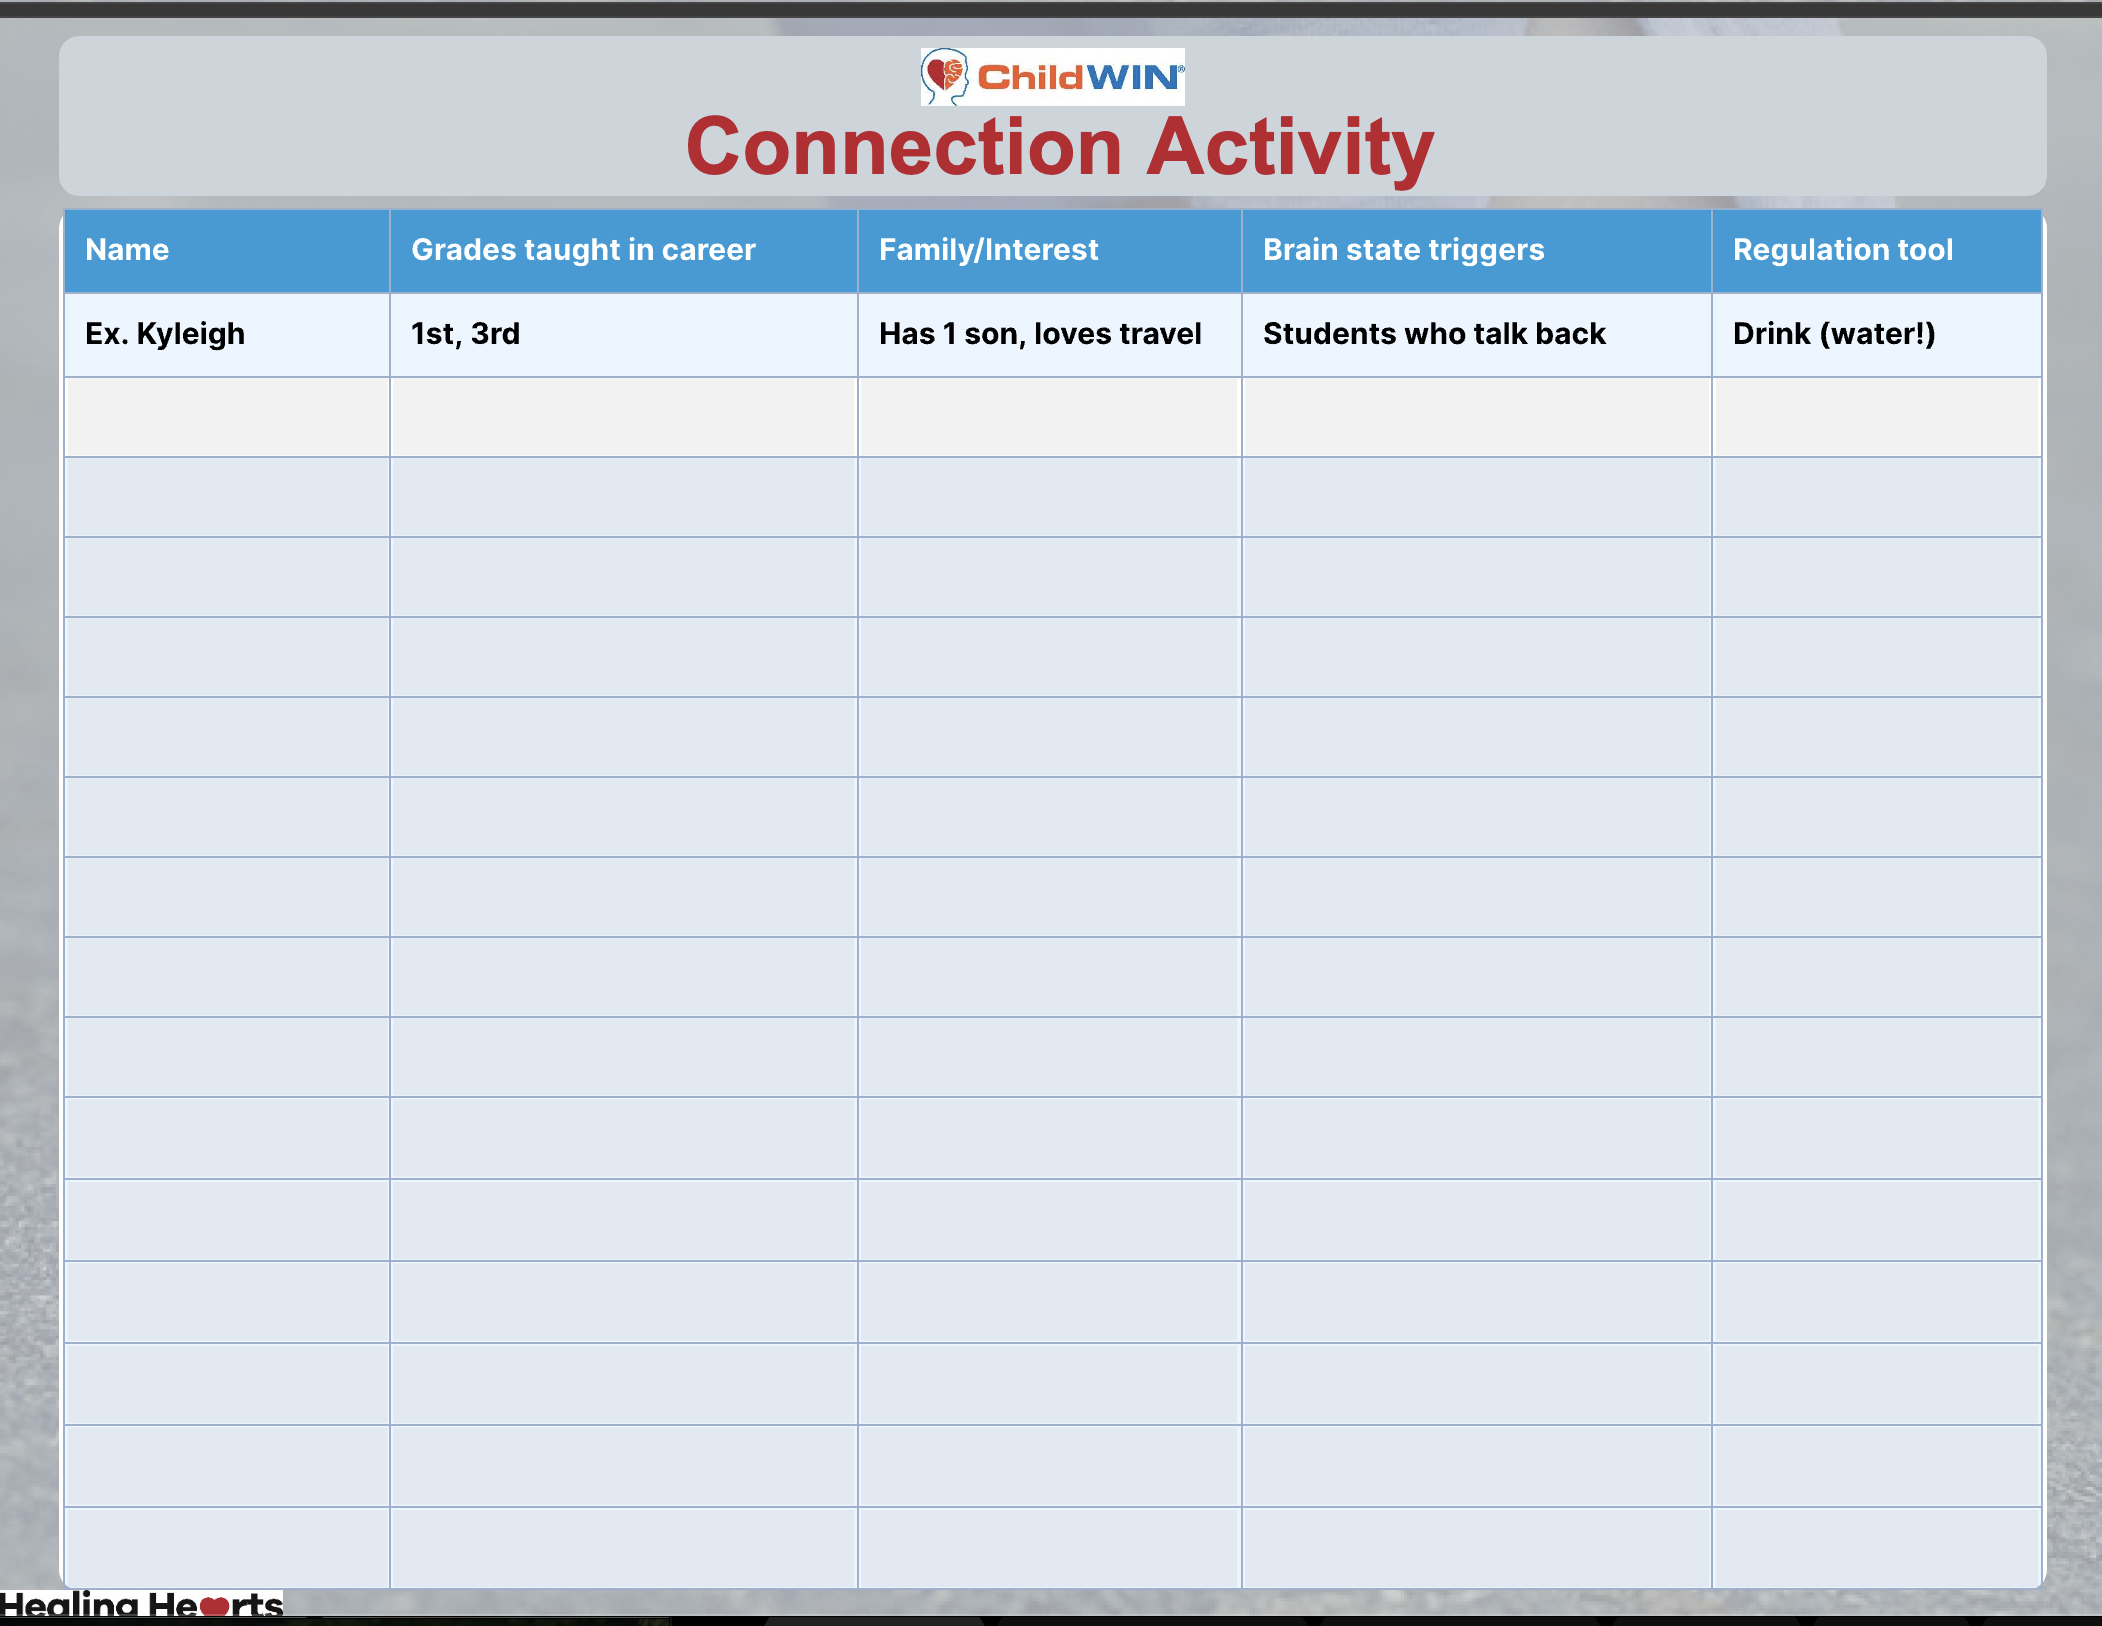 ChildWIN®
Connection Activity
Name Grades taught in career Family/Interest Brain state triggers Regulation tool
Ex. Kyleigh 1st, 3rd Has 1 son, loves travel Students who talk back Drink (water!)
Healing Hearts